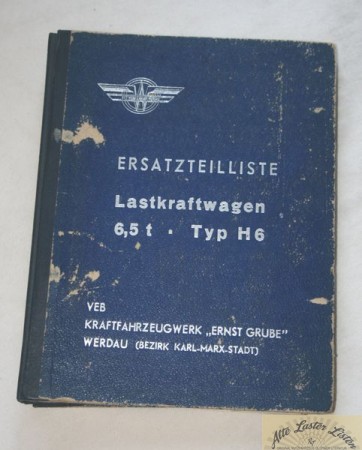 ERSATZTEILLISTE
Lastkraftwagen
6,5 t · Typ H6
VEB
KRAFTFAHRZEUGWERK „ERNST GRUBE"
WERDAU (BEZIRK KARL-MARX-STADT)
Alte Laster Listen